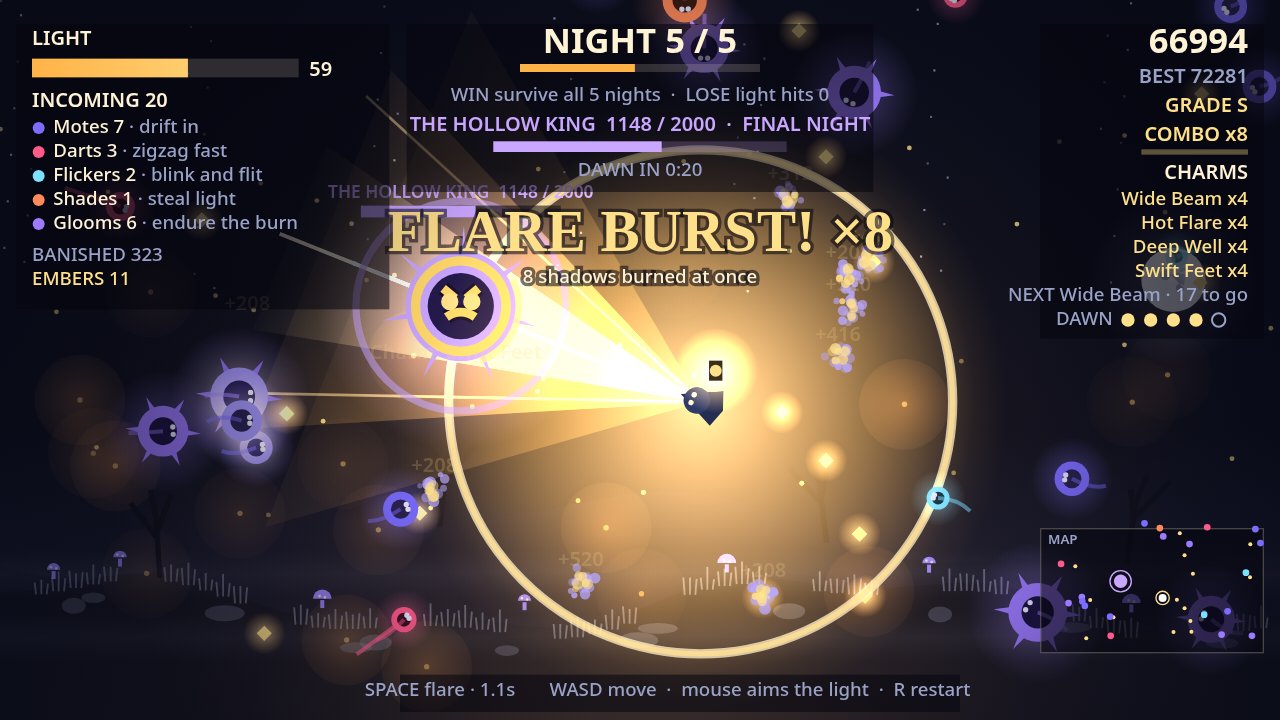 LIGHT
59
INCOMING 20
Motes 7 · drift in
Darts 3 · zigzag fast
Flickers 2 · blink and flit
Shades 1 · steal light
Glooms 6 · endure the burn
BANISHED 323
EMBERS 11
NIGHT 5 / 5
WIN survive all 5 nights · LOSE light hits 0
THE HOLLOW KING 1148 / 2000 · FINAL NIGHT
DAWN IN 0:20
THE HOLLOW KING 1148 / 2000
FLARE BURST! ×8
8 shadows burned at once
66994
BEST 72281
GRADE S
COMBO x8
CHARMS
Wide Beam x4
Hot Flare x4
Deep Well x4
Swift Feet x4
NEXT Wide Beam · 17 to go
DAWN
+208
+416
+208
+520
MAP
SPACE flare · 1.1s
WASD move · mouse aims the light · R restart